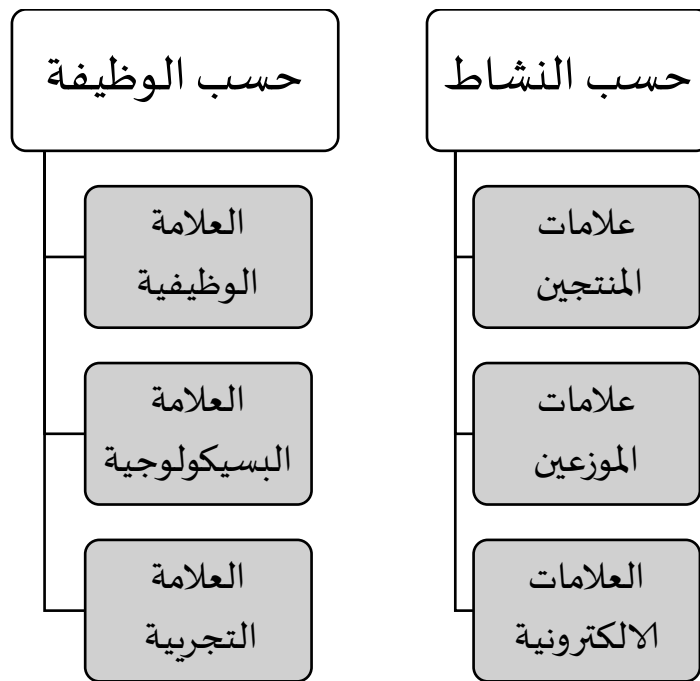 حسب النشاط
علامات
المنتجين
علامات
الموزعين
العلامات
الالكترونية
حسب الوظيفة
العلامة
الوظيفية
العلامة
البسيكولوجية
العلامة
التجريبية